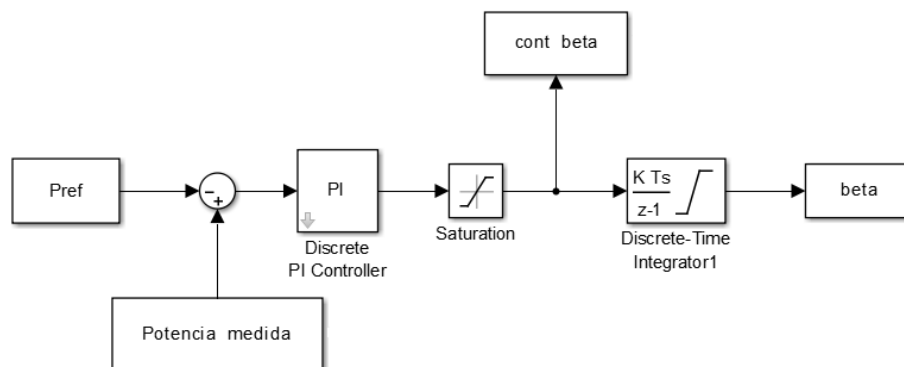 cont beta
Pref
-
+
PI
Discrete
PI Controller
Saturation
K Ts
z-1
Discrete-Time
Integrator1
beta
Potencia medida